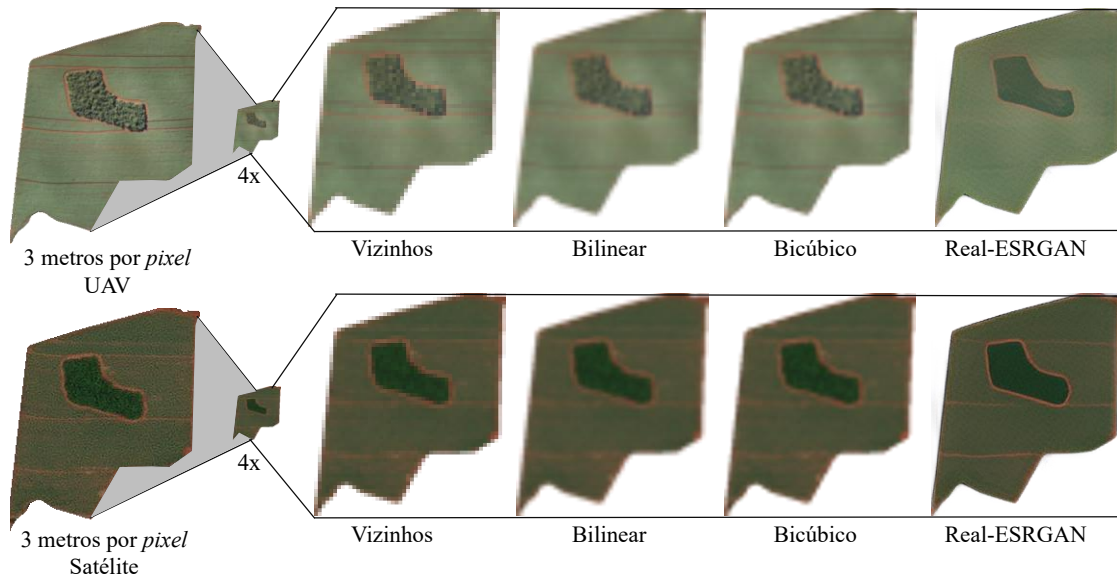 4x
3 metros por pixel
UAV
Vizinhos
Bilinear
Bicúbico
Real-ESRGAN
4x
3 metros por pixel
Satélite
Vizinhos
Bilinear
Bicúbico
Real-ESRGAN